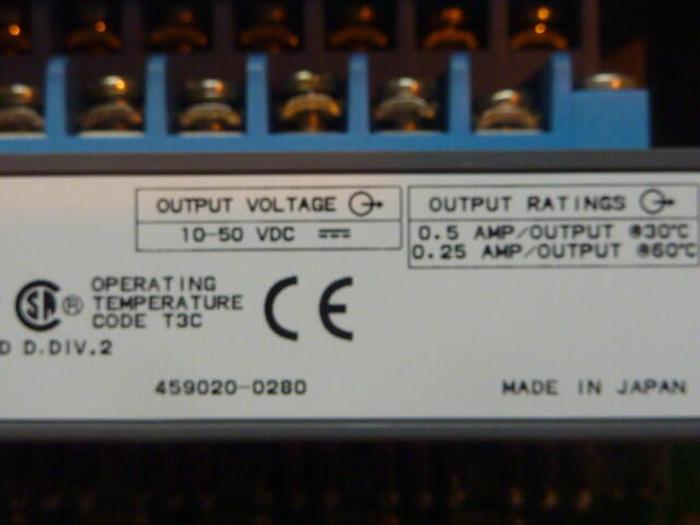 OUTPUT VOLTAGE
10-50 VDC
OUTPUT RATINGS
0.5 AMP/OUTPUT @30℃
0.25 AMP/OUTPUT @60℃
SA ®
OPERATING
TEMPERATURE
CODE T3C
CE
D D.DIV.2
459020-0280
MADE IN JAPAN